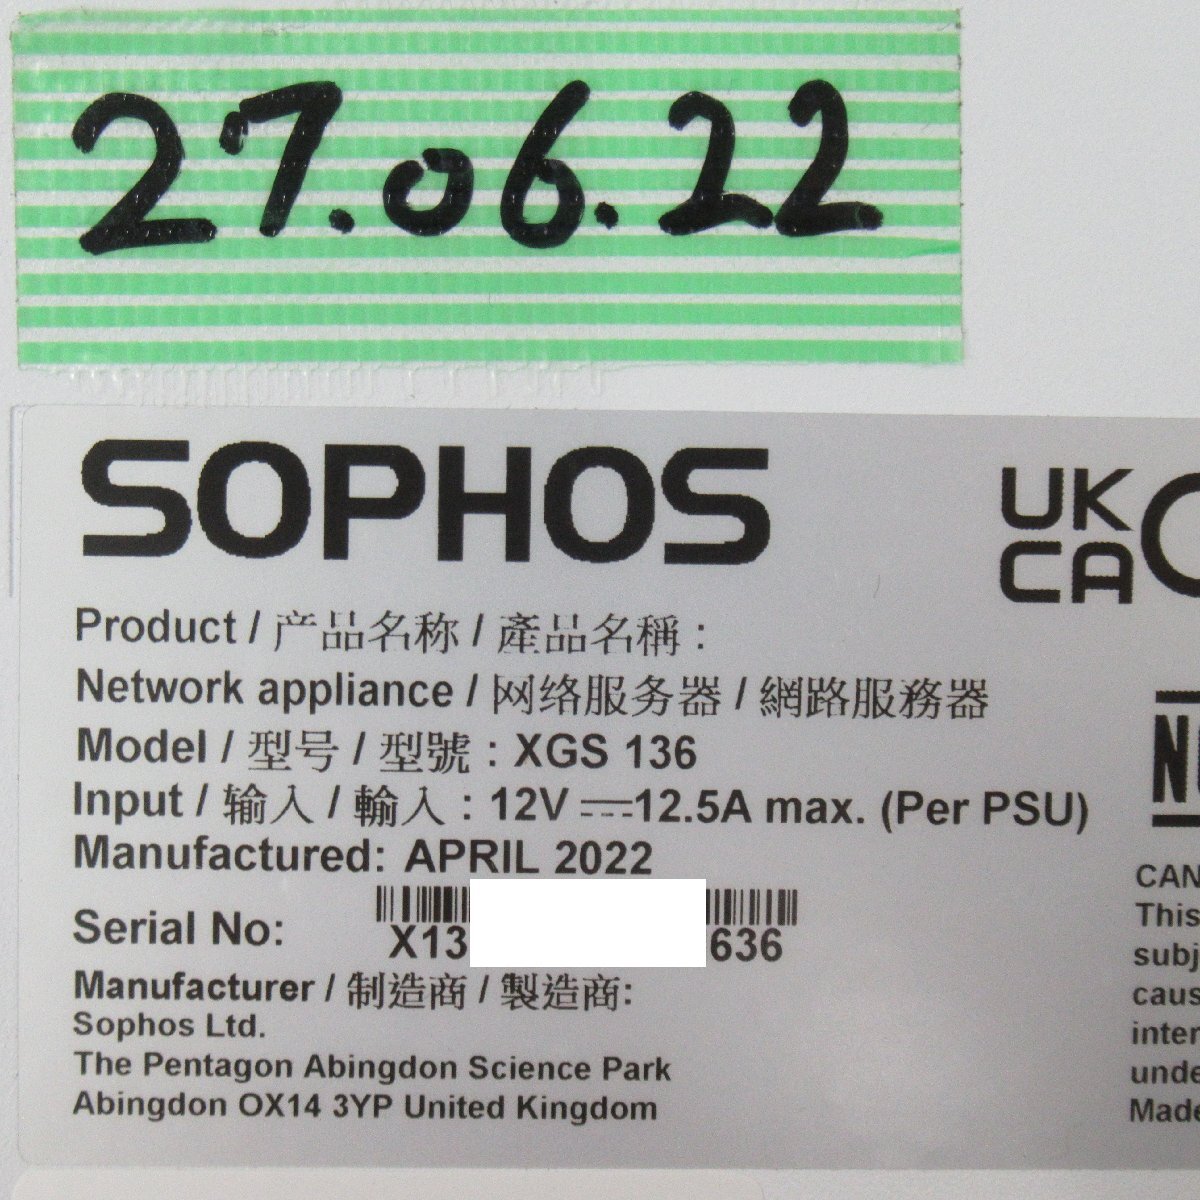 27.06.22
SOPHOS
UK
CA
Product / 产品名称 / 產品名稱 :
Network appliance / 网络服务器 / 網路服務器
Model / 型号 / 型號 : XGS 136
Input / 输入 / 輸入 : 12V ⎓12.5A max. (Per PSU)
Manufactured: APRIL 2022
Serial No:
X13
636
Manufacturer / 制造商 / 製造商:
Sophos Ltd.
The Pentagon Abingdon Science Park
Abingdon OX14 3YP United Kingdom
CAN
This
subj
caus
inter
unde
Made